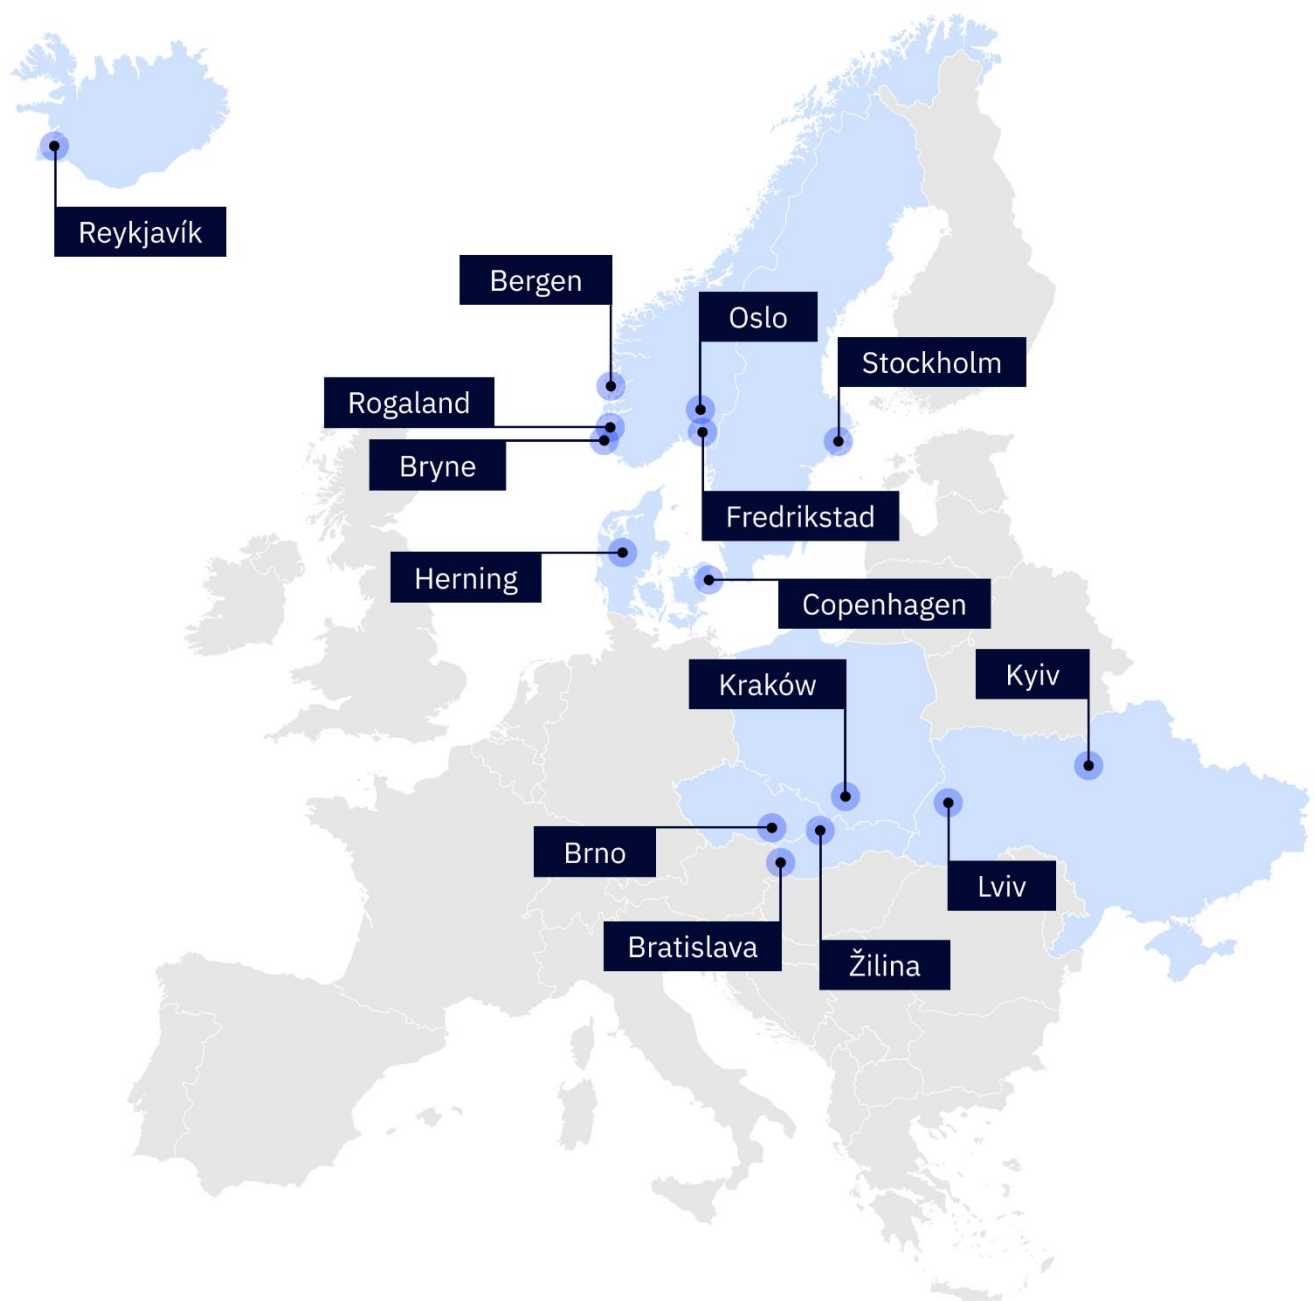 Reykjavík
Bergen
Oslo
Stockholm
Rogaland
Bryne
Fredrikstad
Herning
Copenhagen
Kraków
Kyiv
Brno
Lviv
Bratislava
Žilina